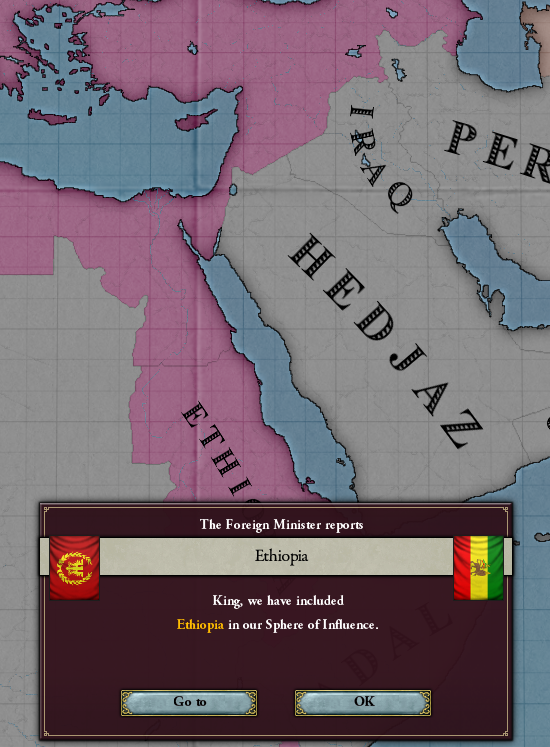 IRAQ
PER
HEDJAZ
ETHIO
The Foreign Minister reports
Ethiopia
King, we have included
Ethiopia in our Sphere of Influence.
ADAL
Go to
OK